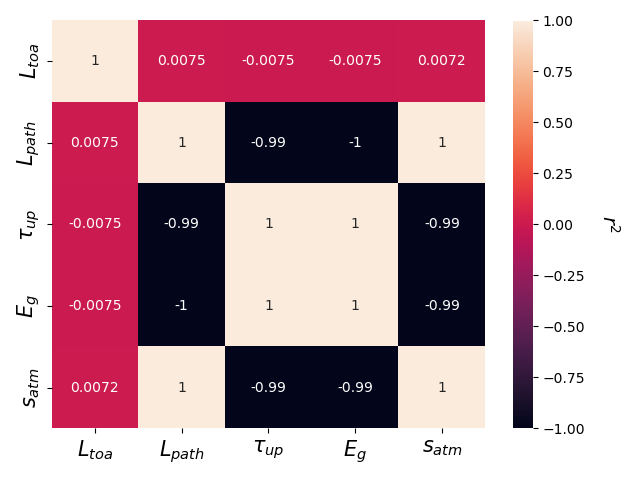 L_toa 1 0.0075 -0.0075 -0.0075 0.0072
L_path 0.0075 1 -0.99 -1 1
τ_up -0.0075 -0.99 1 1 -0.99
E_g -0.0075 -1 1 1 -0.99
s_atm 0.0072 1 -0.99 -0.99 1
L_toa L_path τ_up E_g s_atm
1.00
0.75
0.50
0.25
0.00
−0.25
−0.50
−0.75
−1.00
r²